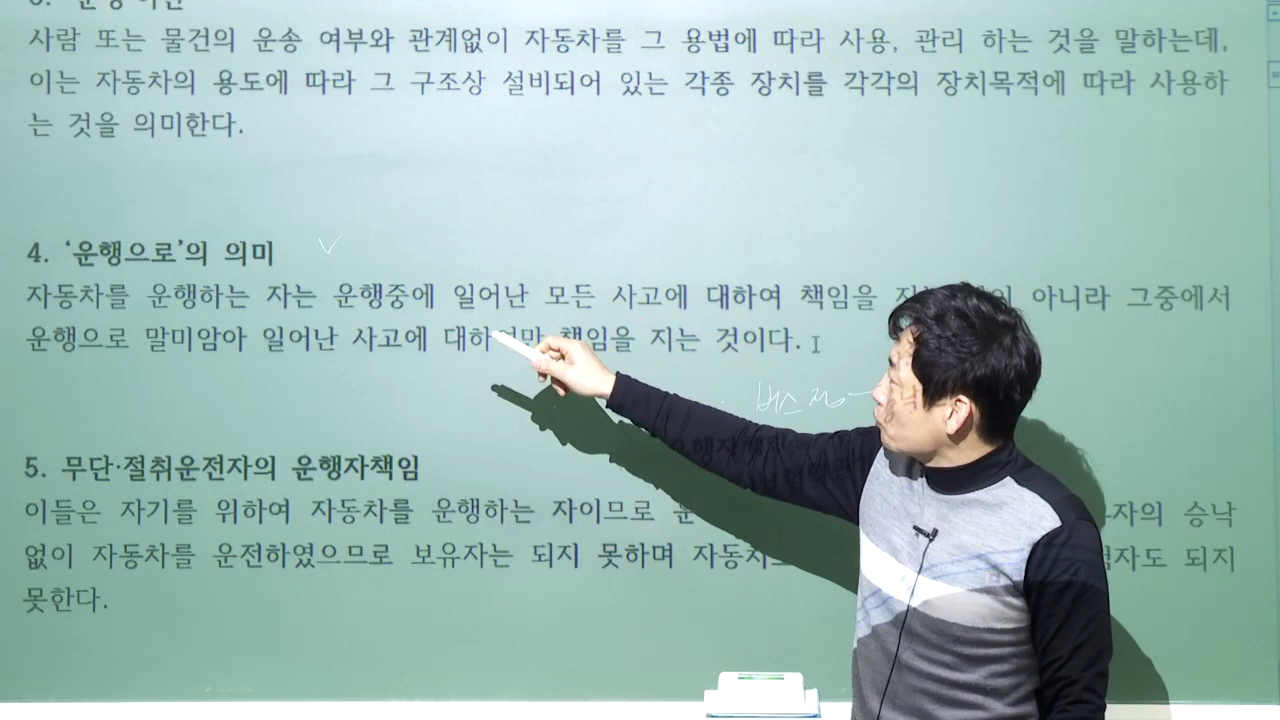 사람 또는 물건의 운송 여부와 관계없이 자동차를 그 용법에 따라 사용, 관리 하는 것을 말하는데,
이는 자동차의 용도에 따라 그 구조상 설비되어 있는 각종 장치를 각각의 장치목적에 따라 사용하
는 것을 의미한다.
4. ‘운행으로’의 의미
자동차를 운행하는 자는 운행중에 일어난 모든 사고에 대하여 책임을 아니라 그중에서
운행으로 말미암아 일어난 사고에 책임을 지는 것이다.
버스
5. 무단·절취운전자의 운행자책임
이들은 자기를 위하여 자동차를 운행하는 자이므로 승낙
없이 자동차를 운전하였으므로 보유자는 되지 못하며 되지
못한다.